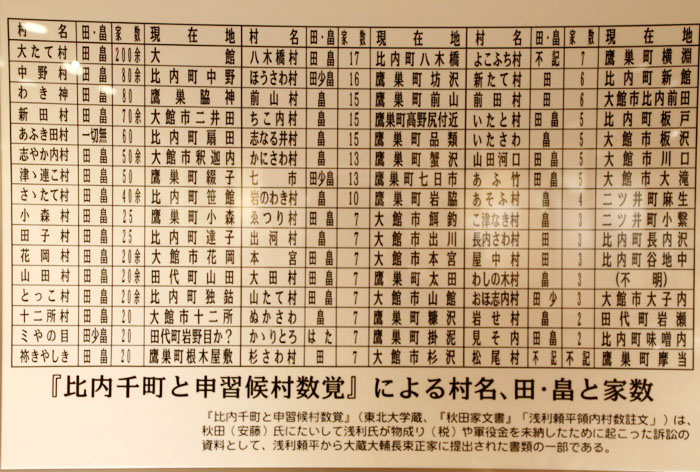 村名 田・畠 家数 現在地 村名 田・畠 家数 現在地 村名 田・畠 家数 現在地
大たて村 田畠 200余 大館 八木橋村 田・畠 17 比内町八木橋 よこぶち村 不記 7 鷹巣町横淵
中野村 田畠 80余 比内町中野 ほうさわ村 田少畠 16 鷹巣町坊沢 新たて村 田 6 比内町新館
わき神 田畠 80 鷹巣脇神 前山村 畠 15 鷹巣町前山 前田村 田 6 大館市比内前田
新田村 田畠 70余 大館市二井田 ちこ内村 畠 15 鷹巣町高野尻付近 いたと村 田畠 5 比内町板戸
あふき田村 一切無 60 比内町扇田 志なる井村 畠 15 鷹巣町品類 いたさわ 畠 5 大館市板沢
志やか内村 田畠 50余 大館市釈迦内 かにさわ村 畠 13 鷹巣町蟹沢 山田河口 田畠 5 大館市川口
津ゝ連こ村 田畠 50 鷹巣町綴子 七市 田少畠 13 鷹巣町七日市 あふ竹 田畠 5 大館市大滝
さゝたて村 田畠 40余 比内町笹館 岩のわき村 畠 10 鷹巣町岩脇 あそふ村 畠 4 二ツ井町麻生
小森村 田畠 25 鷹巣町小森 ゑつり村 田畠 7 大館市餌釣 こ津なき村 畠 3 二ツ井町小繋
田子村 田畠 25 比内町達子 出河村 畠 7 大館市出川 長内さわ村 田 3 比内町長内沢
花岡村 田畠 20余 大館市花岡 本宮 田畠 7 大館市本宮 屋中村 田 3 比内町谷地中
山田村 田畠 20余 田代町山田 大田村 田畠 7 鷹巣町太田 わしの木村 畠 3 (不明)
とっこ村 田畠 20余 比内町独鈷 山たて村 田畠 7 大館市山館 おほ志内村 田少 3 大館市大子内
十二所村 田畠 20余 大館市十二所 ぬかさわ 畠 7 鷹巣町糠沢 岩せ村 畠 2 田代町岩瀬
ミやの目 田少畠 20 田代町岩野目か? かゝりとろ はた 7 鷹巣町掛泥 見そ内 田畠 2 比内町味噌内
祢きやしき 田畠 20 鷹巣町根木屋敷 杉さわ村 田 7 大館市杉沢 松尾村 不記 不記 鷹巣町摩当
『比内千町と申習候村数覚』による村名、田・畠と家数
『比内千町と申習候村数覚』(東北大学蔵、『秋田家文書』「浅利頼平領内村数註文」)は、
秋田(安藤)氏にたいして浅利氏が物成り(税)や軍役金を未納したために起こった訴訟の
資料として、浅利頼平から大蔵大輔長束正家に提出された書類の一部である。